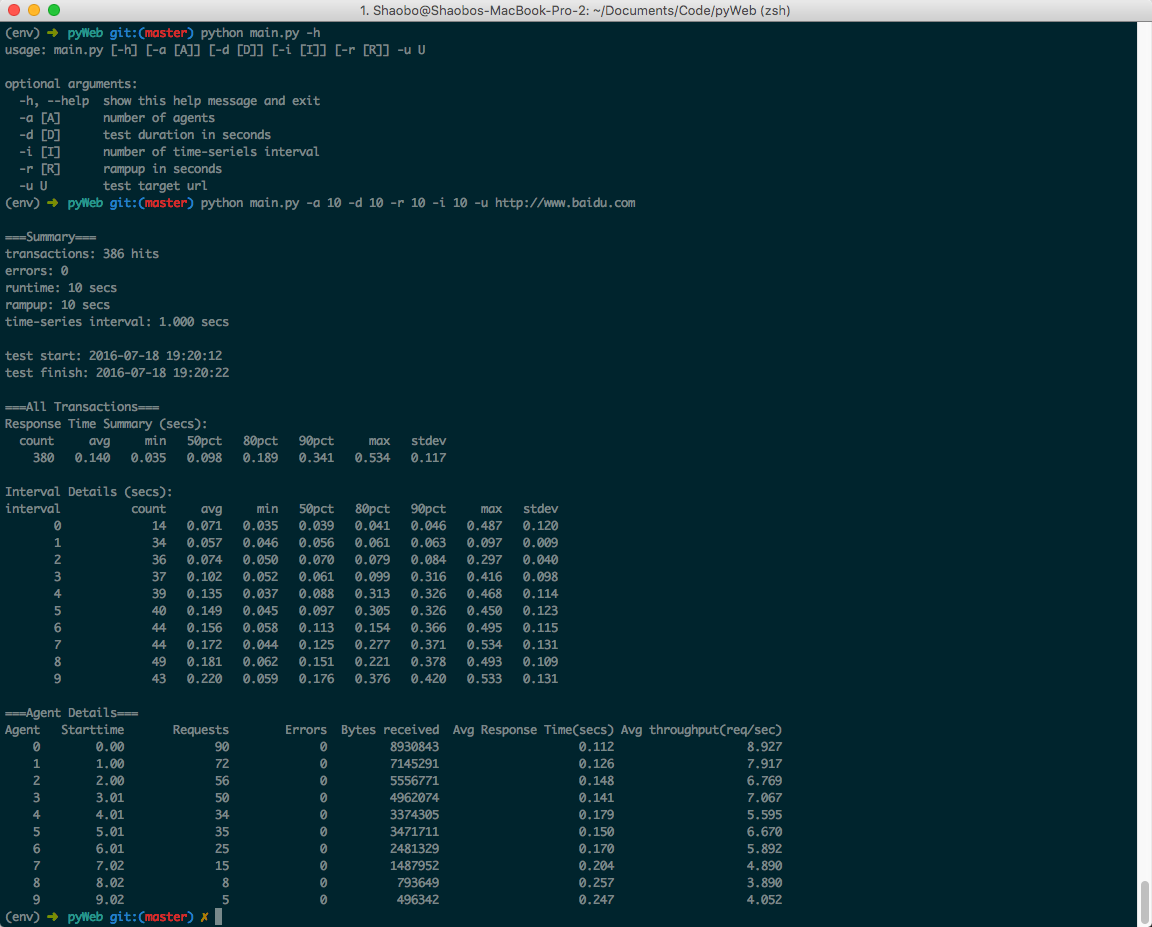 1. Shaobo@Shaobos-MacBook-Pro-2: ~/Documents/Code/pyWeb (zsh)
(env) ➜ pyWeb git:(master) python main.py -h
usage: main.py [-h] [-a [A]] [-d [D]] [-i [I]] [-r [R]] -u U
optional arguments:
-h, --help show this help message and exit
-a [A] number of agents
-d [D] test duration in seconds
-i [I] number of time-seriels interval
-r [R] rampup in seconds
-u U test target url
(env) ➜ pyWeb git:(master) python main.py -a 10 -d 10 -r 10 -i 10 -u http://www.baidu.com
===Summary===
transactions: 386 hits
errors: 0
runtime: 10 secs
rampup: 10 secs
time-series interval: 1.000 secs
test start: 2016-07-18 19:20:12
test finish: 2016-07-18 19:20:22
===All Transactions===
Response Time Summary (secs):
count avg min 50pct 80pct 90pct max stdev
380 0.140 0.035 0.098 0.189 0.341 0.534 0.117
Interval Details (secs):
interval count avg min 50pct 80pct 90pct max stdev
0 14 0.071 0.035 0.039 0.041 0.046 0.487 0.120
1 34 0.057 0.046 0.056 0.061 0.063 0.097 0.009
2 36 0.074 0.050 0.070 0.079 0.084 0.297 0.040
3 37 0.102 0.052 0.061 0.099 0.316 0.416 0.098
4 39 0.135 0.037 0.088 0.313 0.326 0.468 0.114
5 40 0.149 0.045 0.097 0.305 0.326 0.450 0.123
6 44 0.156 0.058 0.113 0.154 0.366 0.495 0.115
7 44 0.172 0.044 0.125 0.277 0.371 0.534 0.131
8 49 0.181 0.062 0.151 0.221 0.378 0.493 0.109
9 43 0.220 0.059 0.176 0.376 0.420 0.533 0.131
===Agent Details===
Agent Starttime Requests Errors Bytes received Avg Response Time(secs) Avg throughput(req/sec)
0 0.00 90 0 8930843 0.112 8.927
1 1.00 72 0 7145291 0.126 7.917
2 2.00 56 0 5556771 0.148 6.769
3 3.01 50 0 4962074 0.141 7.067
4 4.01 34 0 3374305 0.179 5.595
5 5.01 35 0 3471711 0.150 6.670
6 6.01 25 0 2481329 0.170 5.892
7 7.02 15 0 1487952 0.204 4.890
8 8.02 8 0 793649 0.257 3.890
9 9.02 5 0 496342 0.247 4.052
(env) ➜ pyWeb git:(master) ✗